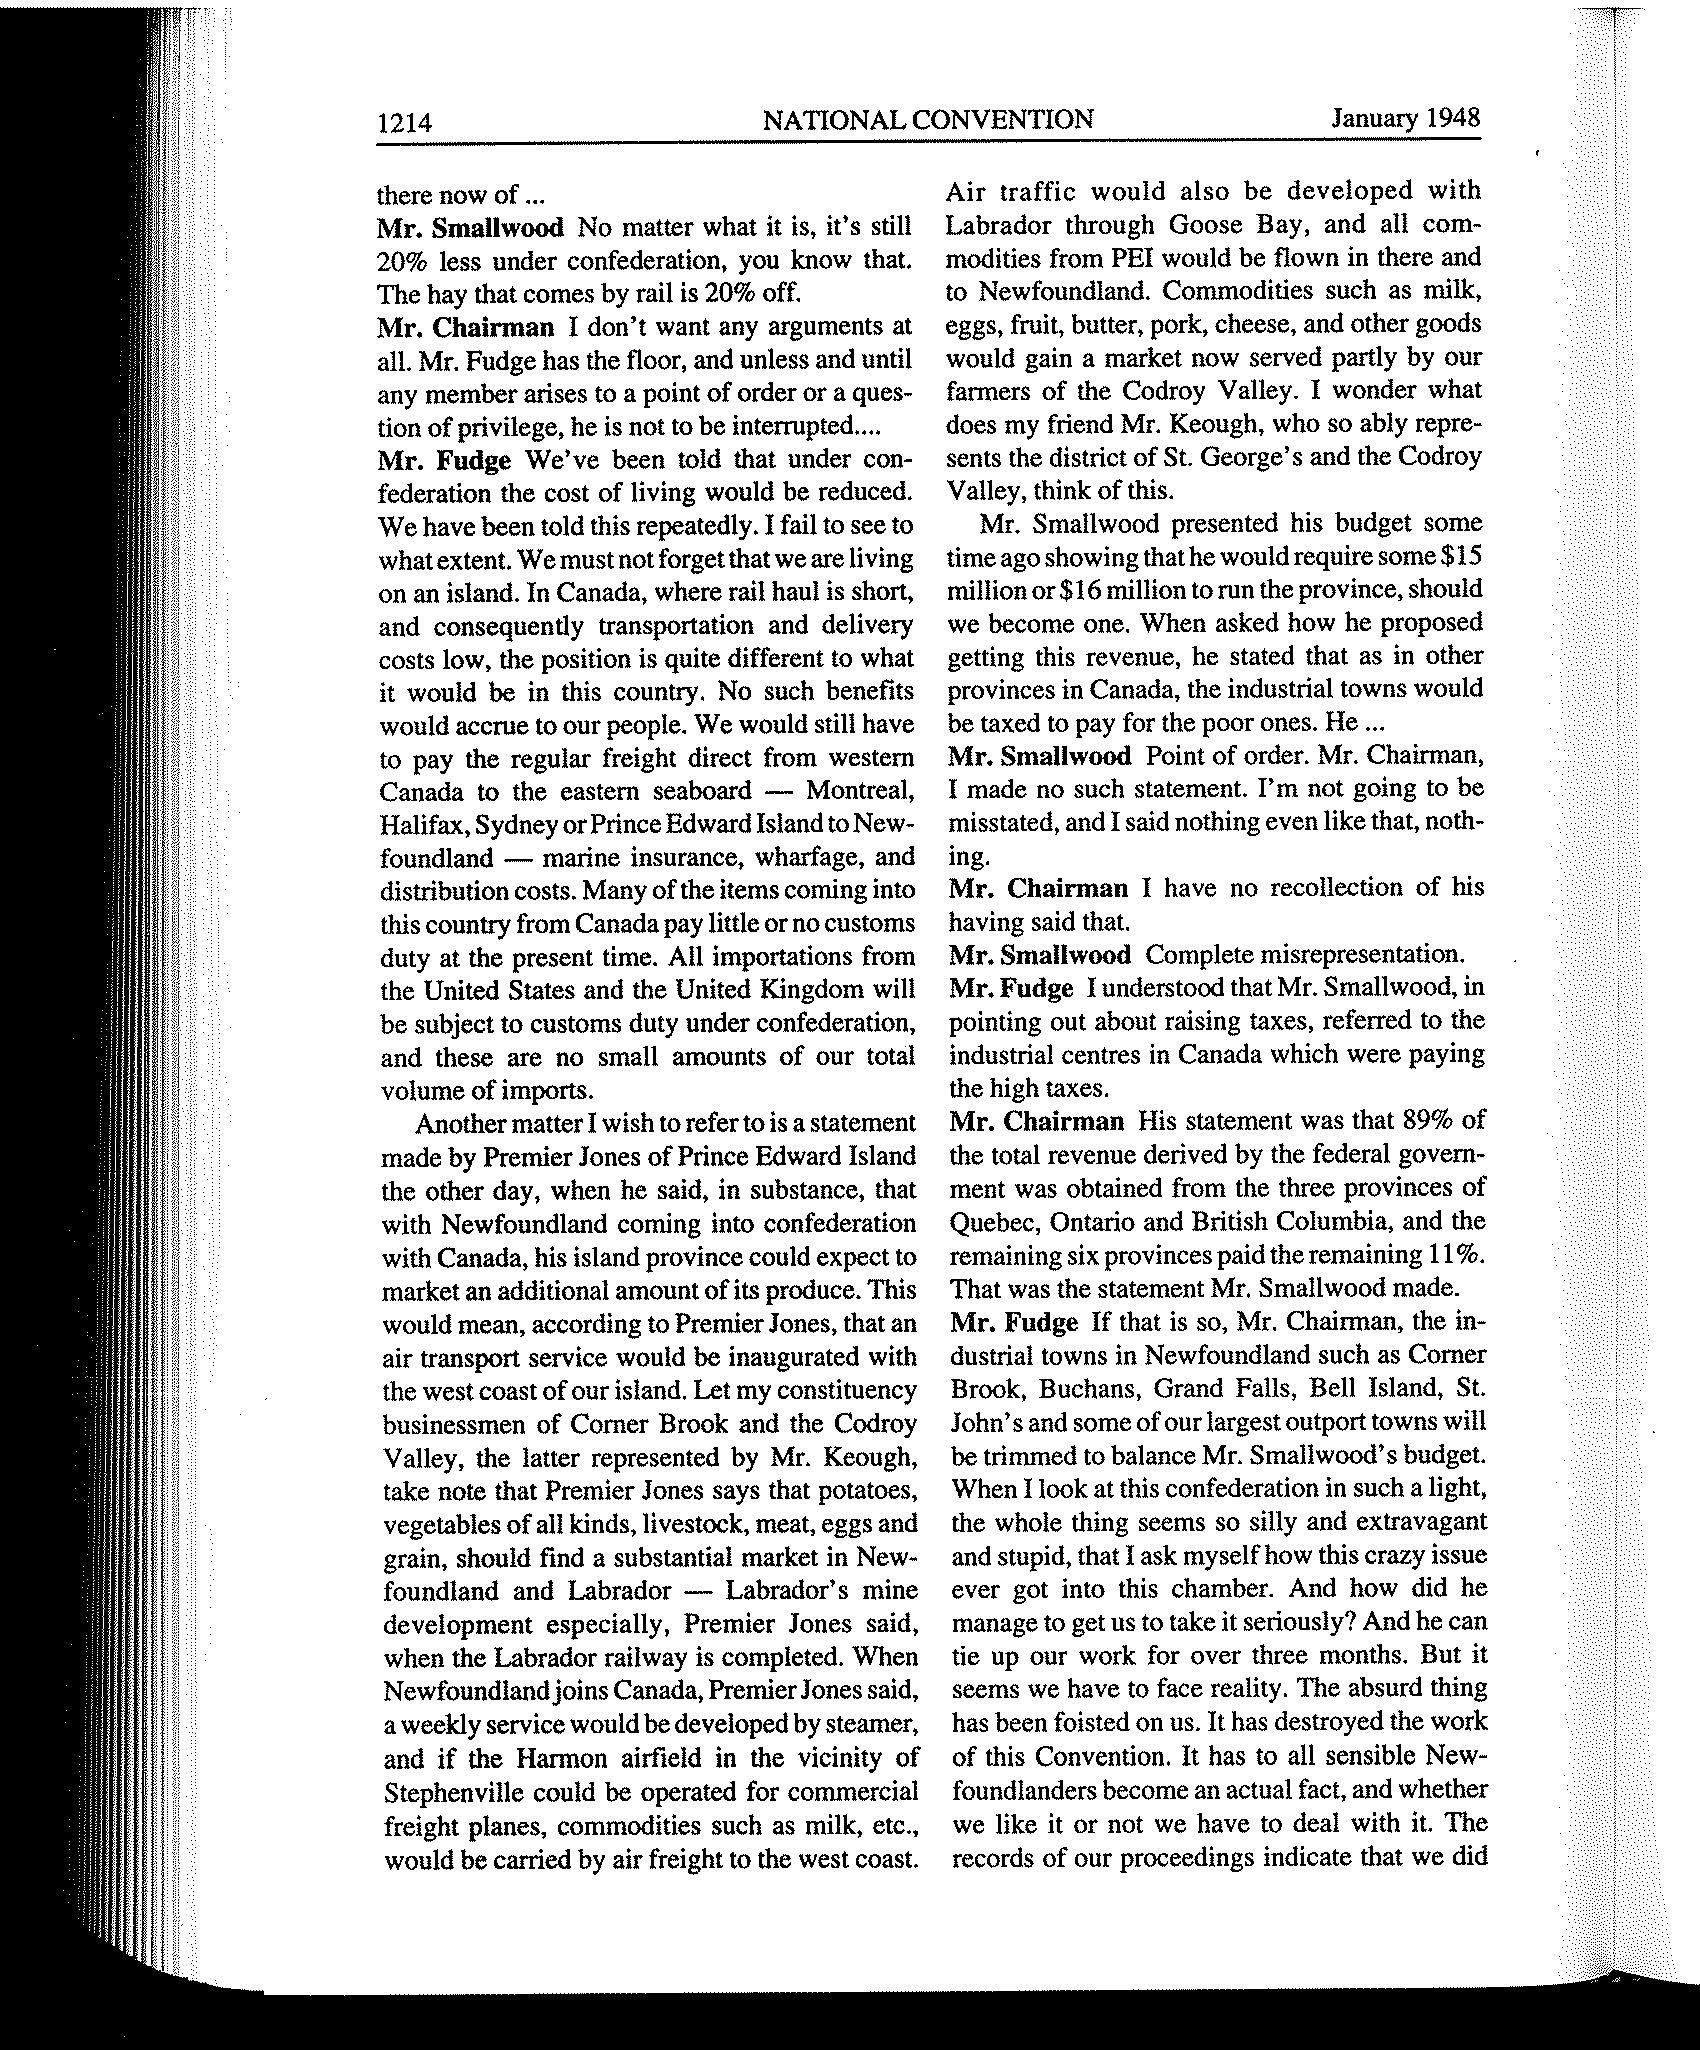 1214 NATIONAL CONVENTION January 1948
there now of ...
Mr. Smallwood No matter what it is, it's still
20% less under confederation, you know that.
The hay that comes by rail is 20% off.
Mr. Chairman I don't want any arguments at
all. Mr. Fudge has the floor, and unless and until
any member arises to a point of order or a ques-
tion of privilege, he is not to be interrupted....
Mr. Fudge We've been told that under con-
federation the cost of living would be reduced.
We have been told this repeatedly. I fail to see to
what extent. We must not forget that we are living
on an island. In Canada, where rail haul is short,
and consequently transportation and delivery
costs low, the position is quite different to what
it would be in this country. No such benefits
would accrue to our people. We would still have
to pay the regular freight direct from western
Canada to the eastern seaboard — Montreal,
Halifax, Sydney or Prince Edward Island to New-
foundland — marine insurance, wharfage, and
distribution costs. Many of the items coming into
this country from Canada pay little or no customs
duty at the present time. All importations from
the United States and the United Kingdom will
be subject to customs duty under confederation,
and these are no small amounts of our total
volume of imports.
Another matter I wish to refer to is a statement
made by Premier Jones of Prince Edward Island
the other day, when he said, in substance, that
with Newfoundland coming into confederation
with Canada, his island province could expect to
market an additional amount of its produce. This
would mean, according to Premier Jones, that an
air transport service would be inaugurated with
the west coast of our island. Let my constituency
businessmen of Corner Brook and the Codroy
Valley, the latter represented by Mr. Keough,
take note that Premier Jones says that potatoes,
vegetables of all kinds, livestock, meat, eggs and
grain, should find a substantial market in New-
foundland and Labrador — Labrador's mine
development especially, Premier Jones said,
when the Labrador railway is completed. When
Newfoundland joins Canada, Premier Jones said,
a weekly service would be developed by steamer,
and if the Harmon airfield in the vicinity of
Stephenville could be operated for commercial
freight planes, commodities such as milk, etc.,
would be carried by air freight to the west coast.
Air traffic would also be developed with
Labrador through Goose Bay, and all com-
modities from PEI would be flown in there and
to Newfoundland. Commodities such as milk,
eggs, fruit, butter, pork, cheese, and other goods
would gain a market now served partly by our
farmers of the Codroy Valley. I wonder what
does my friend Mr. Keough, who so ably repre-
sents the district of St. George's and the Codroy
Valley, think of this.
Mr. Smallwood presented his budget some
time ago showing that he would require some $15
million or $16 million to run the province, should
we become one. When asked how he proposed
getting this revenue, he stated that as in other
provinces in Canada, the industrial towns would
be taxed to pay for the poor ones. He ...
Mr. Smallwood Point of order. Mr. Chairman,
I made no such statement. I'm not going to be
misstated, and I said nothing even like that, noth-
ing.
Mr. Chairman I have no recollection of his
having said that.
Mr. Smallwood Complete misrepresentation.
Mr. Fudge I understood that Mr. Smallwood, in
pointing out about raising taxes, referred to the
industrial centres in Canada which were paying
the high taxes.
Mr. Chairman His statement was that 89% of
the total revenue derived by the federal govern-
ment was obtained from the three provinces of
Quebec, Ontario and British Columbia, and the
remaining six provinces paid the remaining 11%.
That was the statement Mr. Smallwood made.
Mr. Fudge If that is so, Mr. Chairman, the in-
dustrial towns in Newfoundland such as Corner
Brook, Buchans, Grand Falls, Bell Island, St.
John's and some of our largest outport towns will
be trimmed to balance Mr. Smallwood's budget.
When I look at this confederation in such a light,
the whole thing seems so silly and extravagant
and stupid, that I ask myself how this crazy issue
ever got into this chamber. And how did he
manage to get us to take it seriously? And he can
tie up our work for over three months. But it
seems we have to face reality. The absurd thing
has been foisted on us. It has destroyed the work
of this Convention. It has to all sensible New-
foundlanders become an actual fact, and whether
we like it or not we have to deal with it. The
records of our proceedings indicate that we did